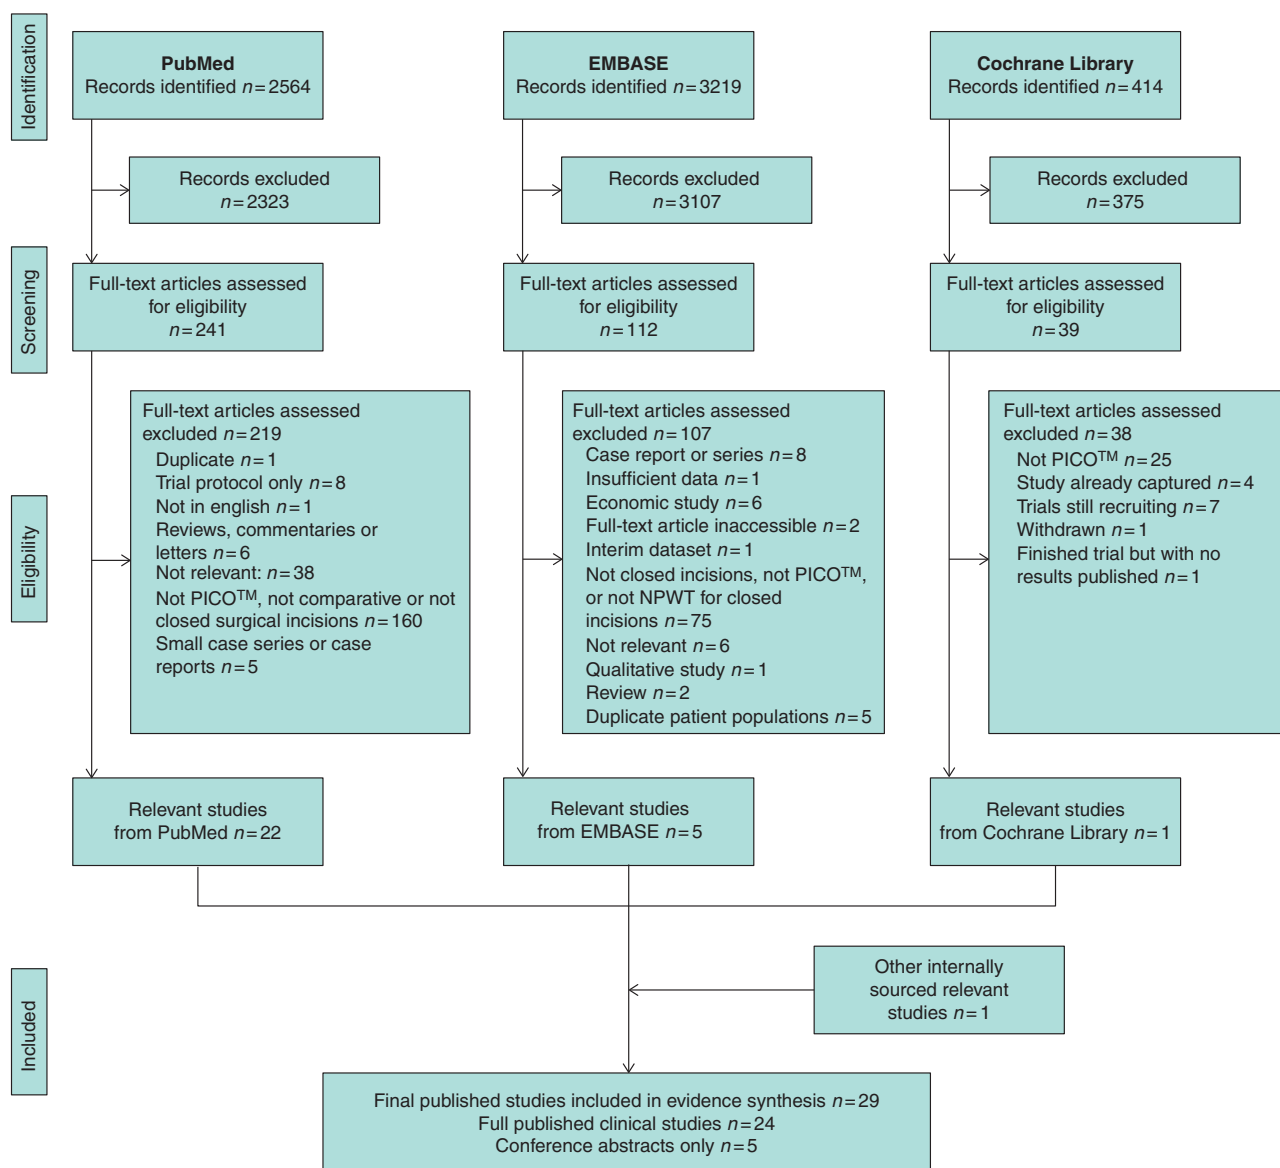 Identification
PubMed
Records identified n=2564
EMBASE
Records identified n=3219
Cochrane Library
Records identified n=414
Records excluded
n=2323
Records excluded
n=3107
Records excluded
n=375
Screening
Full-text articles assessed
for eligibility
n=241
Full-text articles assessed
for eligibility
n=112
Full-text articles assessed
for eligibility
n=39
Eligibility
Full-text articles assessed
excluded n=219
Duplicate n=1
Trial protocol only n=8
Not in english n=1
Reviews, commentaries or
letters n=6
Not relevant: n=38
Not PICO™, not comparative or not
closed surgical incisions n=160
Small case series or case
reports n=5
Full-text articles assessed
excluded n=107
Case report or series n=8
Insufficient data n=1
Economic study n=6
Full-text article inaccessible n=2
Interim dataset n=1
Not closed incisions, not PICO™,
or not NPWT for closed
incisions n=75
Not relevant n=6
Qualitative study n=1
Review n=2
Duplicate patient populations n=5
Full-text articles assessed
excluded n=38
Not PICO™ n=25
Study already captured n=4
Trials still recruiting n=7
Withdrawn n=1
Finished trial but with no
results published n=1
Relevant studies
from PubMed n=22
Relevant studies
from EMBASE n=5
Relevant studies
from Cochrane Library n=1
Included
Other internally
sourced relevant
studies n=1
Final published studies included in evidence synthesis n=29
Full published clinical studies n=24
Conference abstracts only n=5